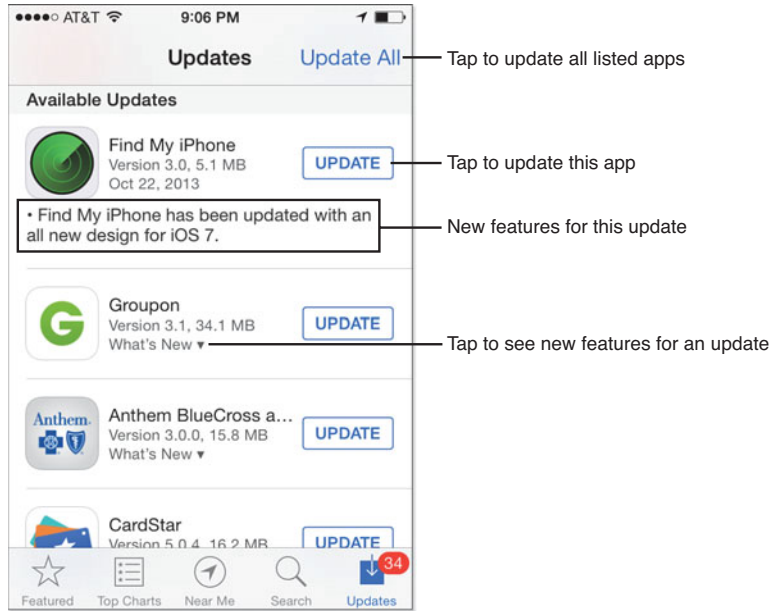 AT&T 9:06 PM
Updates Update All
Tap to update all listed apps
Available Updates
Find My iPhone
Version 3.0, 5.1 MB
Oct 22, 2013
UPDATE
Tap to update this app
• Find My iPhone has been updated with an
all new design for iOS 7.
New features for this update
G
Groupon
Version 3.1, 34.1 MB
What's New ▾
UPDATE
Tap to see new features for an update
Anthem
Anthem BlueCross a...
Version 3.0.0, 15.8 MB
What's New ▾
UPDATE
CardStar
Version 5.0.4, 16.2 MB
UPDATE
34
Featured Top Charts Near Me Search Updates